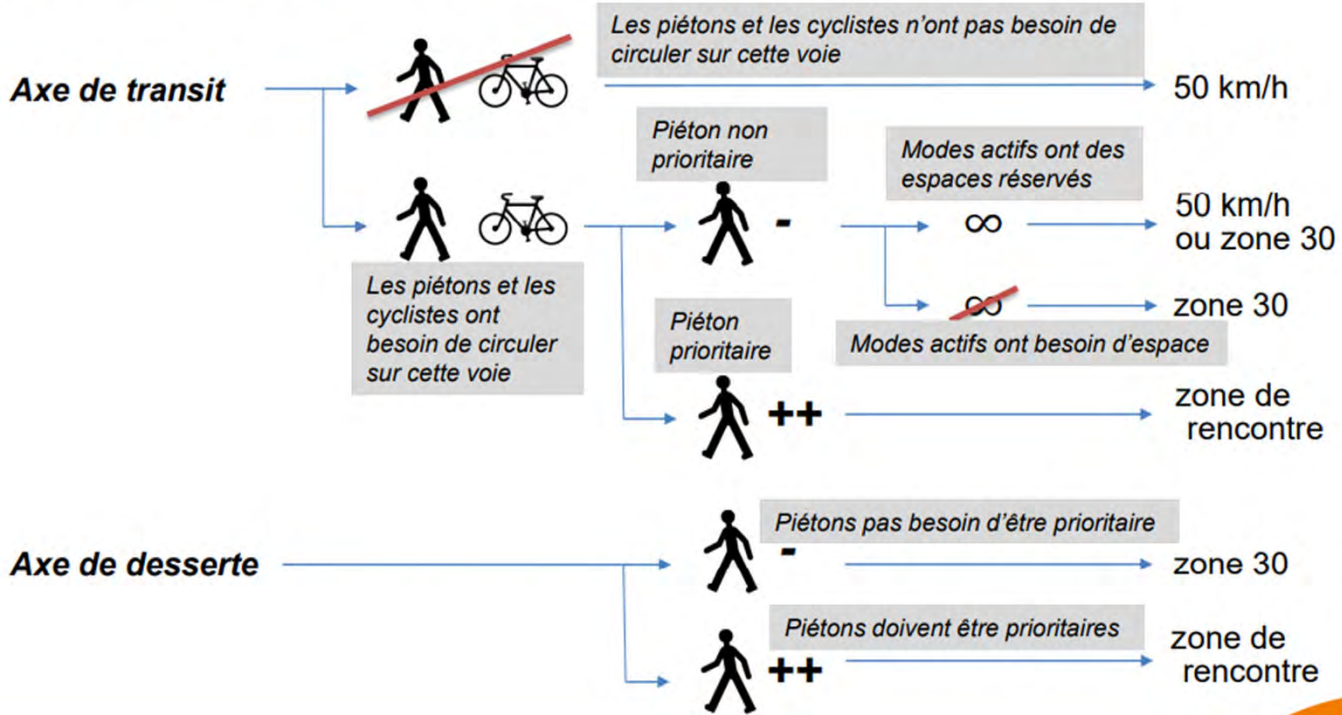 Les piétons et les cyclistes n'ont pas besoin de
circuler sur cette voie
Axe de transit
50 km/h
Piéton non
prioritaire
Modes actifs ont des
espaces réservés
-
∞
50 km/h
ou zone 30
Les piétons et les
cyclistes ont
besoin de circuler
sur cette voie
∞
zone 30
Piéton
prioritaire
Modes actifs ont besoin d'espace
++
zone de
rencontre
Piétons pas besoin d'être prioritaire
Axe de desserte
-
zone 30
Piétons doivent être prioritaires
++
zone de
rencontre